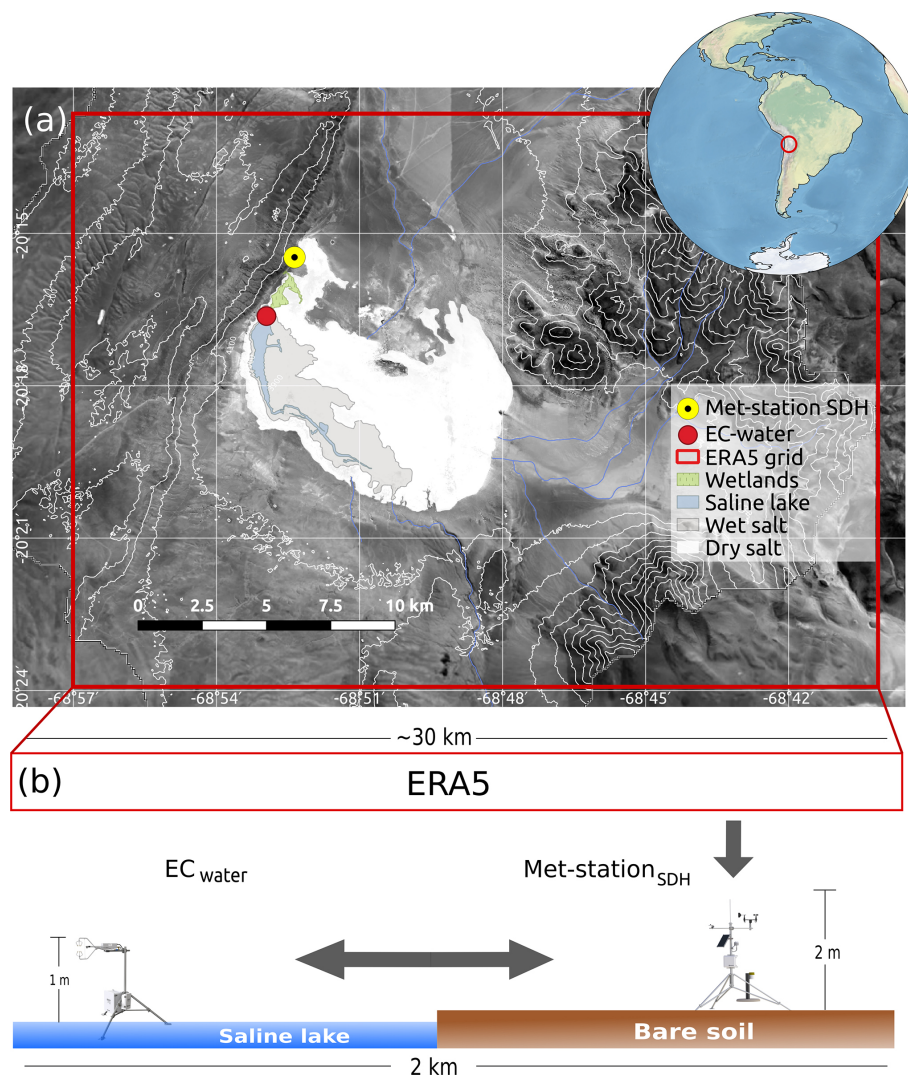 (a)
-20°15'
-20°18
-20°21'
-20°24
Met-station SDH
EC-water
ERA5 grid
Wetlands
Saline lake
Wet salt
Dry salt
0 2.5 5 7.5 10 km
-68°57' -68°54' -68°51' -68°48' -68°45' -68°42'
~30 km
(b)
ERA5
EC water
Met-station SDH
1 m
2 m
Saline lake
Bare soil
2 km